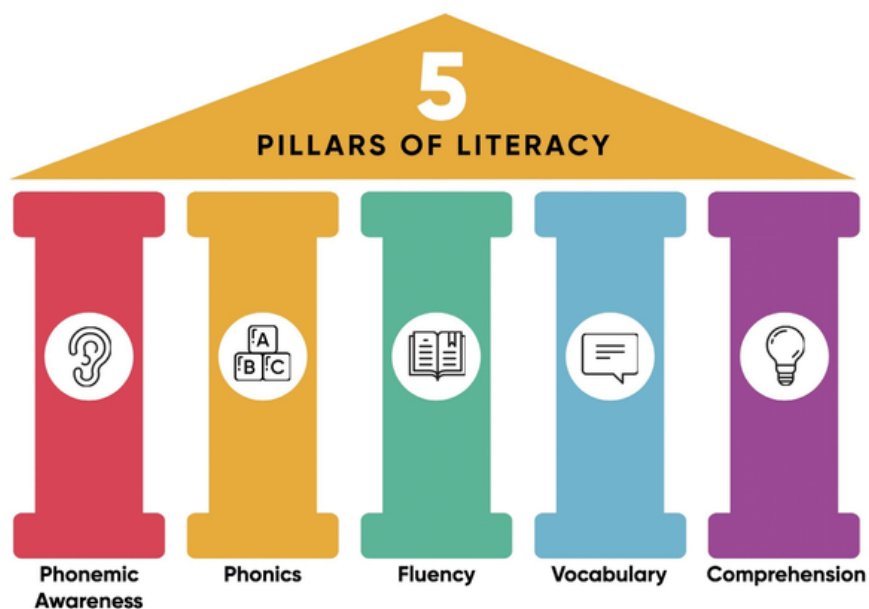 5
PILLARS OF LITERACY
A
B C
Phonemic
Awareness
Phonics
Fluency
Vocabulary
Comprehension